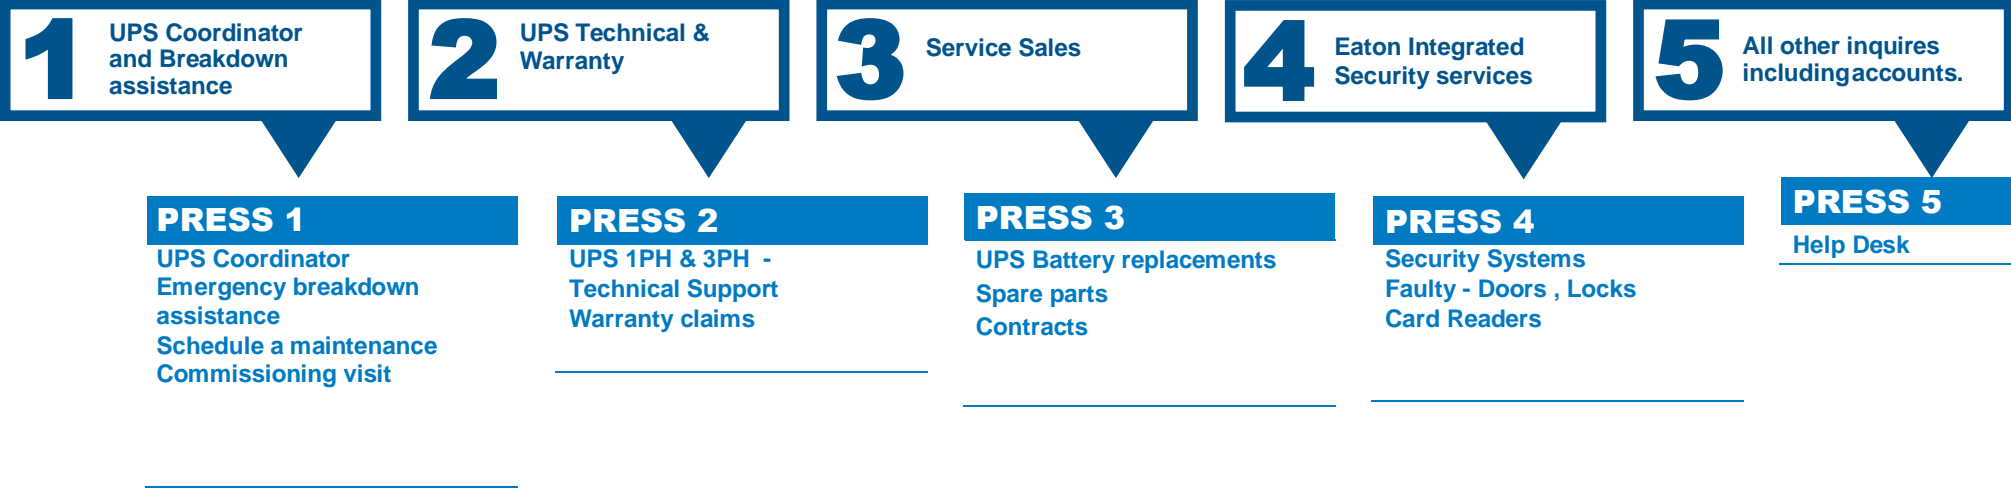 1
UPS Coordinator
and Breakdown
assistance
2
UPS Technical &
Warranty
3
Service Sales
4
Eaton Integrated
Security services
5
All other inquires
includingaccounts.
PRESS 1
UPS Coordinator
Emergency breakdown
assistance
Schedule a maintenance
Commissioning visit
PRESS 2
UPS 1PH & 3PH -
Technical Support
Warranty claims
PRESS 3
UPS Battery replacements
Spare parts
Contracts
PRESS 4
Security Systems
Faulty - Doors , Locks
Card Readers
PRESS 5
Help Desk